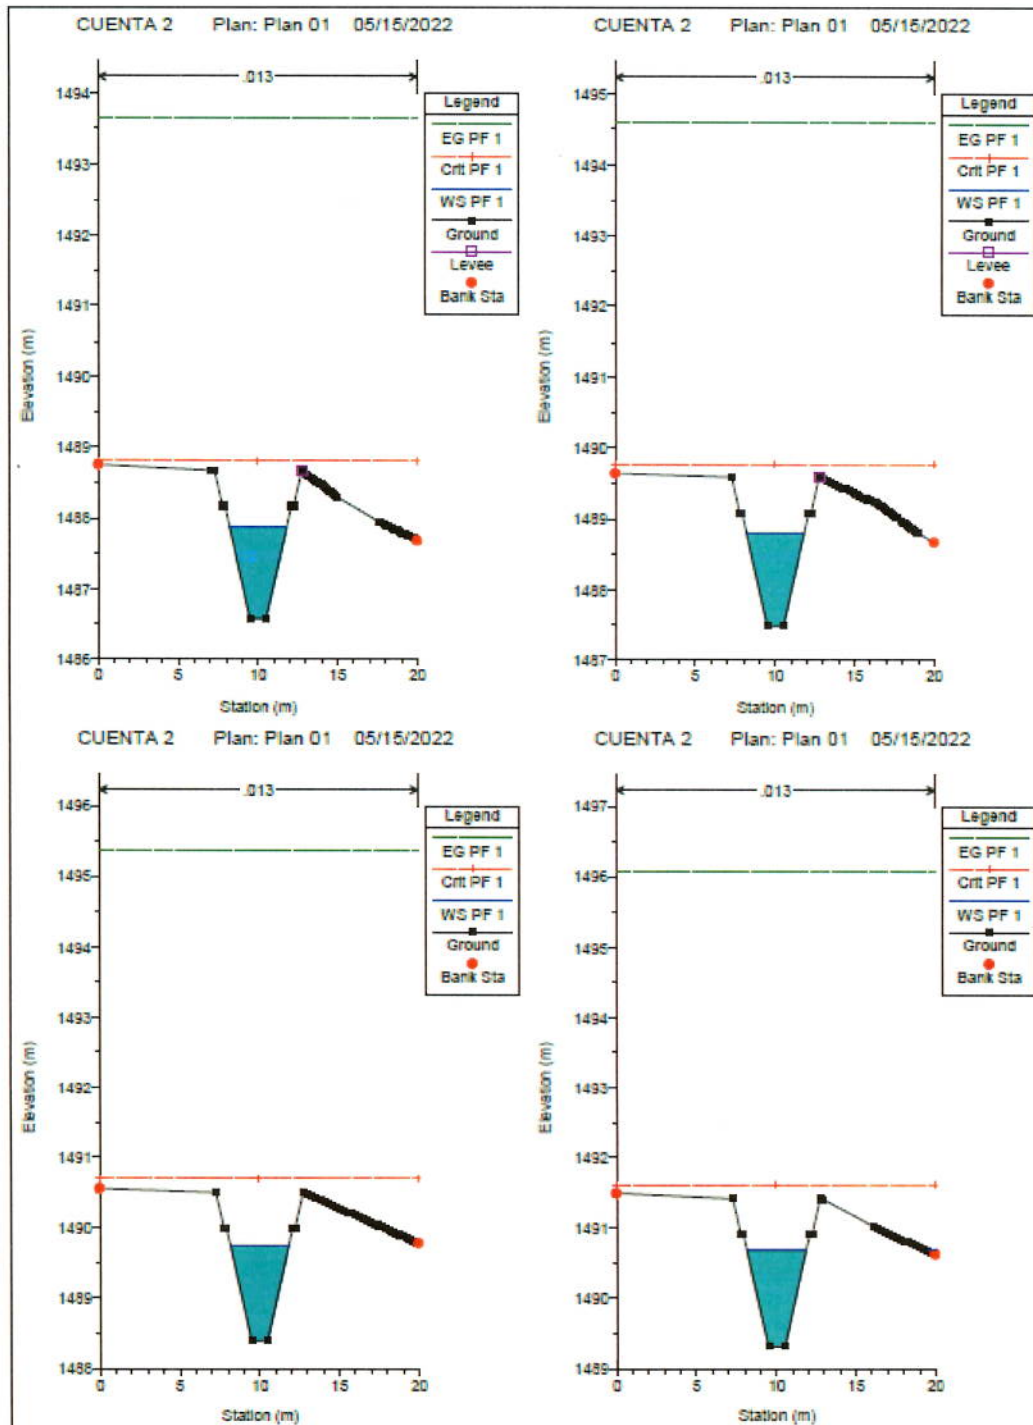 CUENTA 2 Plan: Plan 01 05/15/2022
.013
Legend
EG PF 1
Crit PF 1
WS PF 1
Ground
Levee
Bank Sta
1494
1493
1492
1491
1490
1489
1488
1487
1486
Elevation (m)
0 5 10 15 20
Station (m)
CUENTA 2 Plan: Plan 01 05/15/2022
.013
Legend
EG PF 1
Crit PF 1
WS PF 1
Ground
Levee
Bank Sta
1495
1494
1493
1492
1491
1490
1489
1488
1487
Elevation (m)
0 5 10 15 20
Station (m)
CUENTA 2 Plan: Plan 01 05/15/2022
.013
Legend
EG PF 1
Crit PF 1
WS PF 1
Ground
Bank Sta
1496
1495
1494
1493
1492
1491
1490
1489
1488
Elevation (m)
0 5 10 15 20
Station (m)
CUENTA 2 Plan: Plan 01 05/15/2022
.013
Legend
EG PF 1
Crit PF 1
WS PF 1
Ground
Bank Sta
1497
1496
1495
1494
1493
1492
1491
1490
1489
Elevation (m)
0 5 10 15 20
Station (m)